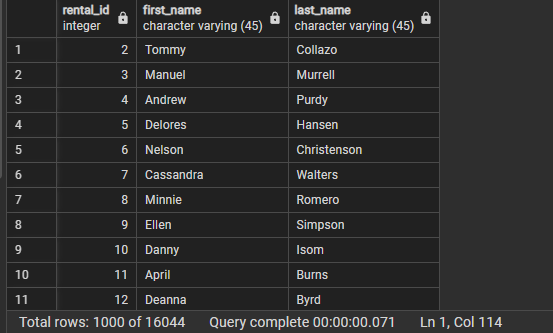 rental_id first_name last_name
integer character varying (45) character varying (45)
1 2 Tommy Collazo
2 3 Manuel Murrell
3 4 Andrew Purdy
4 5 Delores Hansen
5 6 Nelson Christenson
6 7 Cassandra Walters
7 8 Minnie Romero
8 9 Ellen Simpson
9 10 Danny Isom
10 11 April Burns
11 12 Deanna Byrd
Total rows: 1000 of 16044 Query complete 00:00:00.071 Ln 1, Col 114